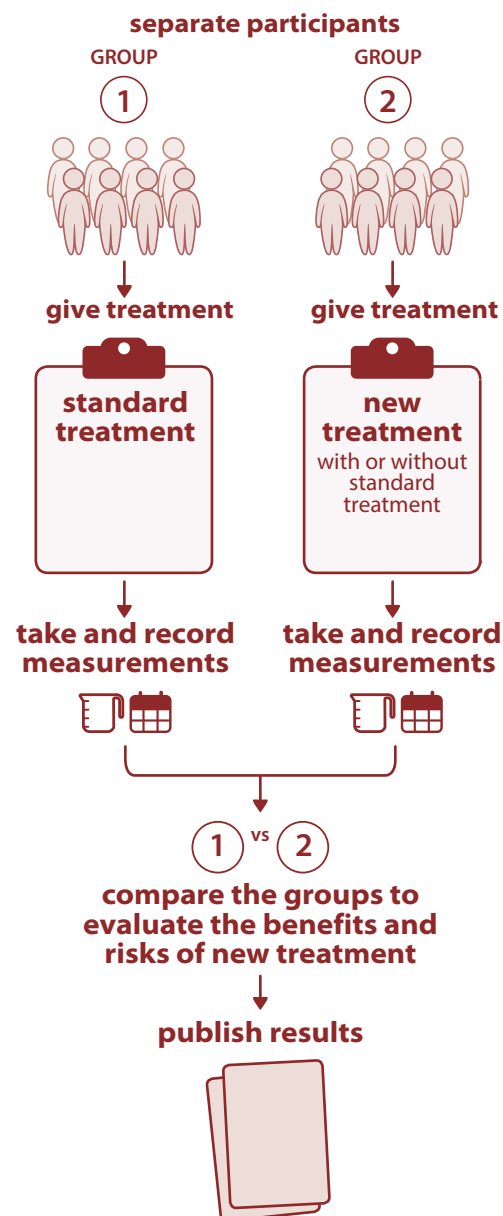 separate participants
GROUP
1
GROUP
2
give treatment
give treatment
standard
treatment
new
treatment
with or without
standard
treatment
take and record
measurements
take and record
measurements
1 vs 2
compare the groups to
evaluate the benefits and
risks of new treatment
publish results